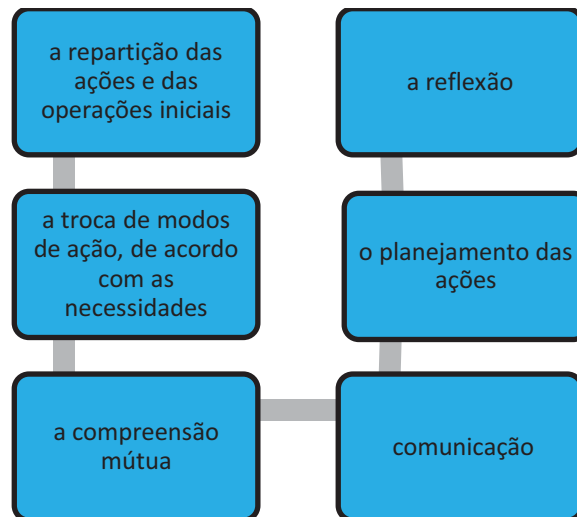 a repartição das
ações e das
operações iniciais
a troca de modos
de ação, de acordo
com as
necessidades
a compreensão
mútua
comunicação
o planejamento das
ações
a reflexão